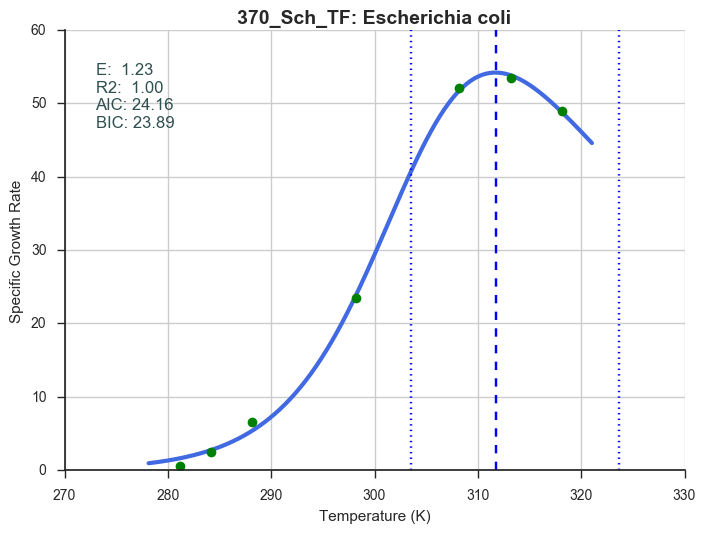 370_Sch_TF: Escherichia coli
E:  1.23
R2:  1.00
AIC: 24.16
BIC: 23.89
Specific Growth Rate
60
50
40
30
20
10
0
270 280 290 300 310 320 330
Temperature (K)